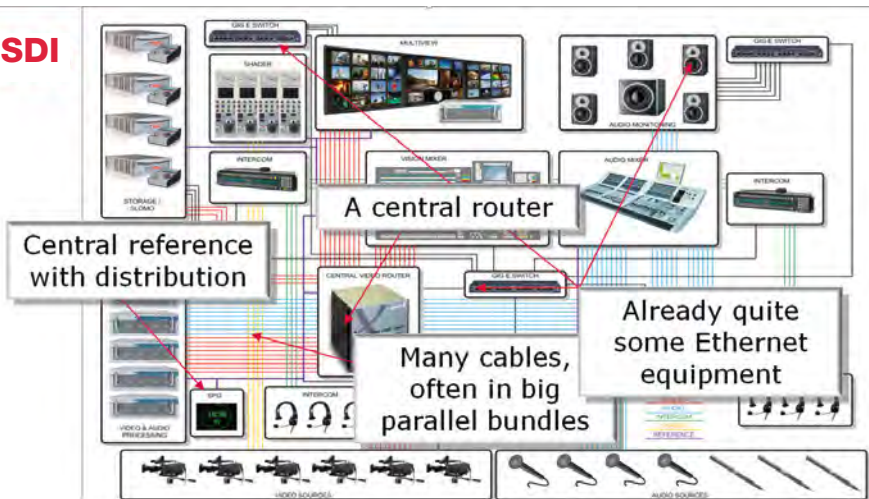 SDI
GIG-E SWITCH
MULTIVIEW
GIG-E SWITCH
SHADER
AUDIO MONITORING
INTERCOM
VISION MIXER
AUDIO MIXER
INTERCOM
STORAGE /
SLOMO
A central router
Central reference
with distribution
CENTRAL VIDEO ROUTER
GIG-E SWITCH
Already quite
some Ethernet
equipment
Many cables,
often in big
parallel bundles
SPG
INTERCOM
VIDEO & AUDIO
PROCESSING
AUDIO
INTERCOM
REFERENCE
VIDEO SOURCES
AUDIO SOURCES